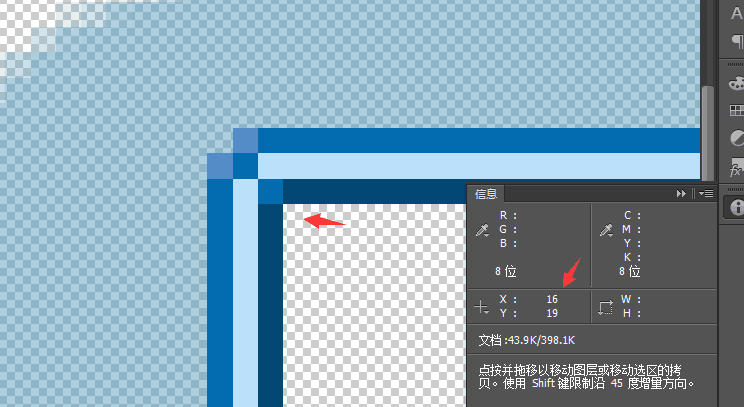 信息
R : C :
G : M :
B : Y :
K :
8 位 8 位
X : 16 W :
Y : 19 H :
文档 :43.9K/398.1K
点按并拖移以移动图层或移动选区的拷
贝。使用 Shift 键限制沿 45 度增量方向。